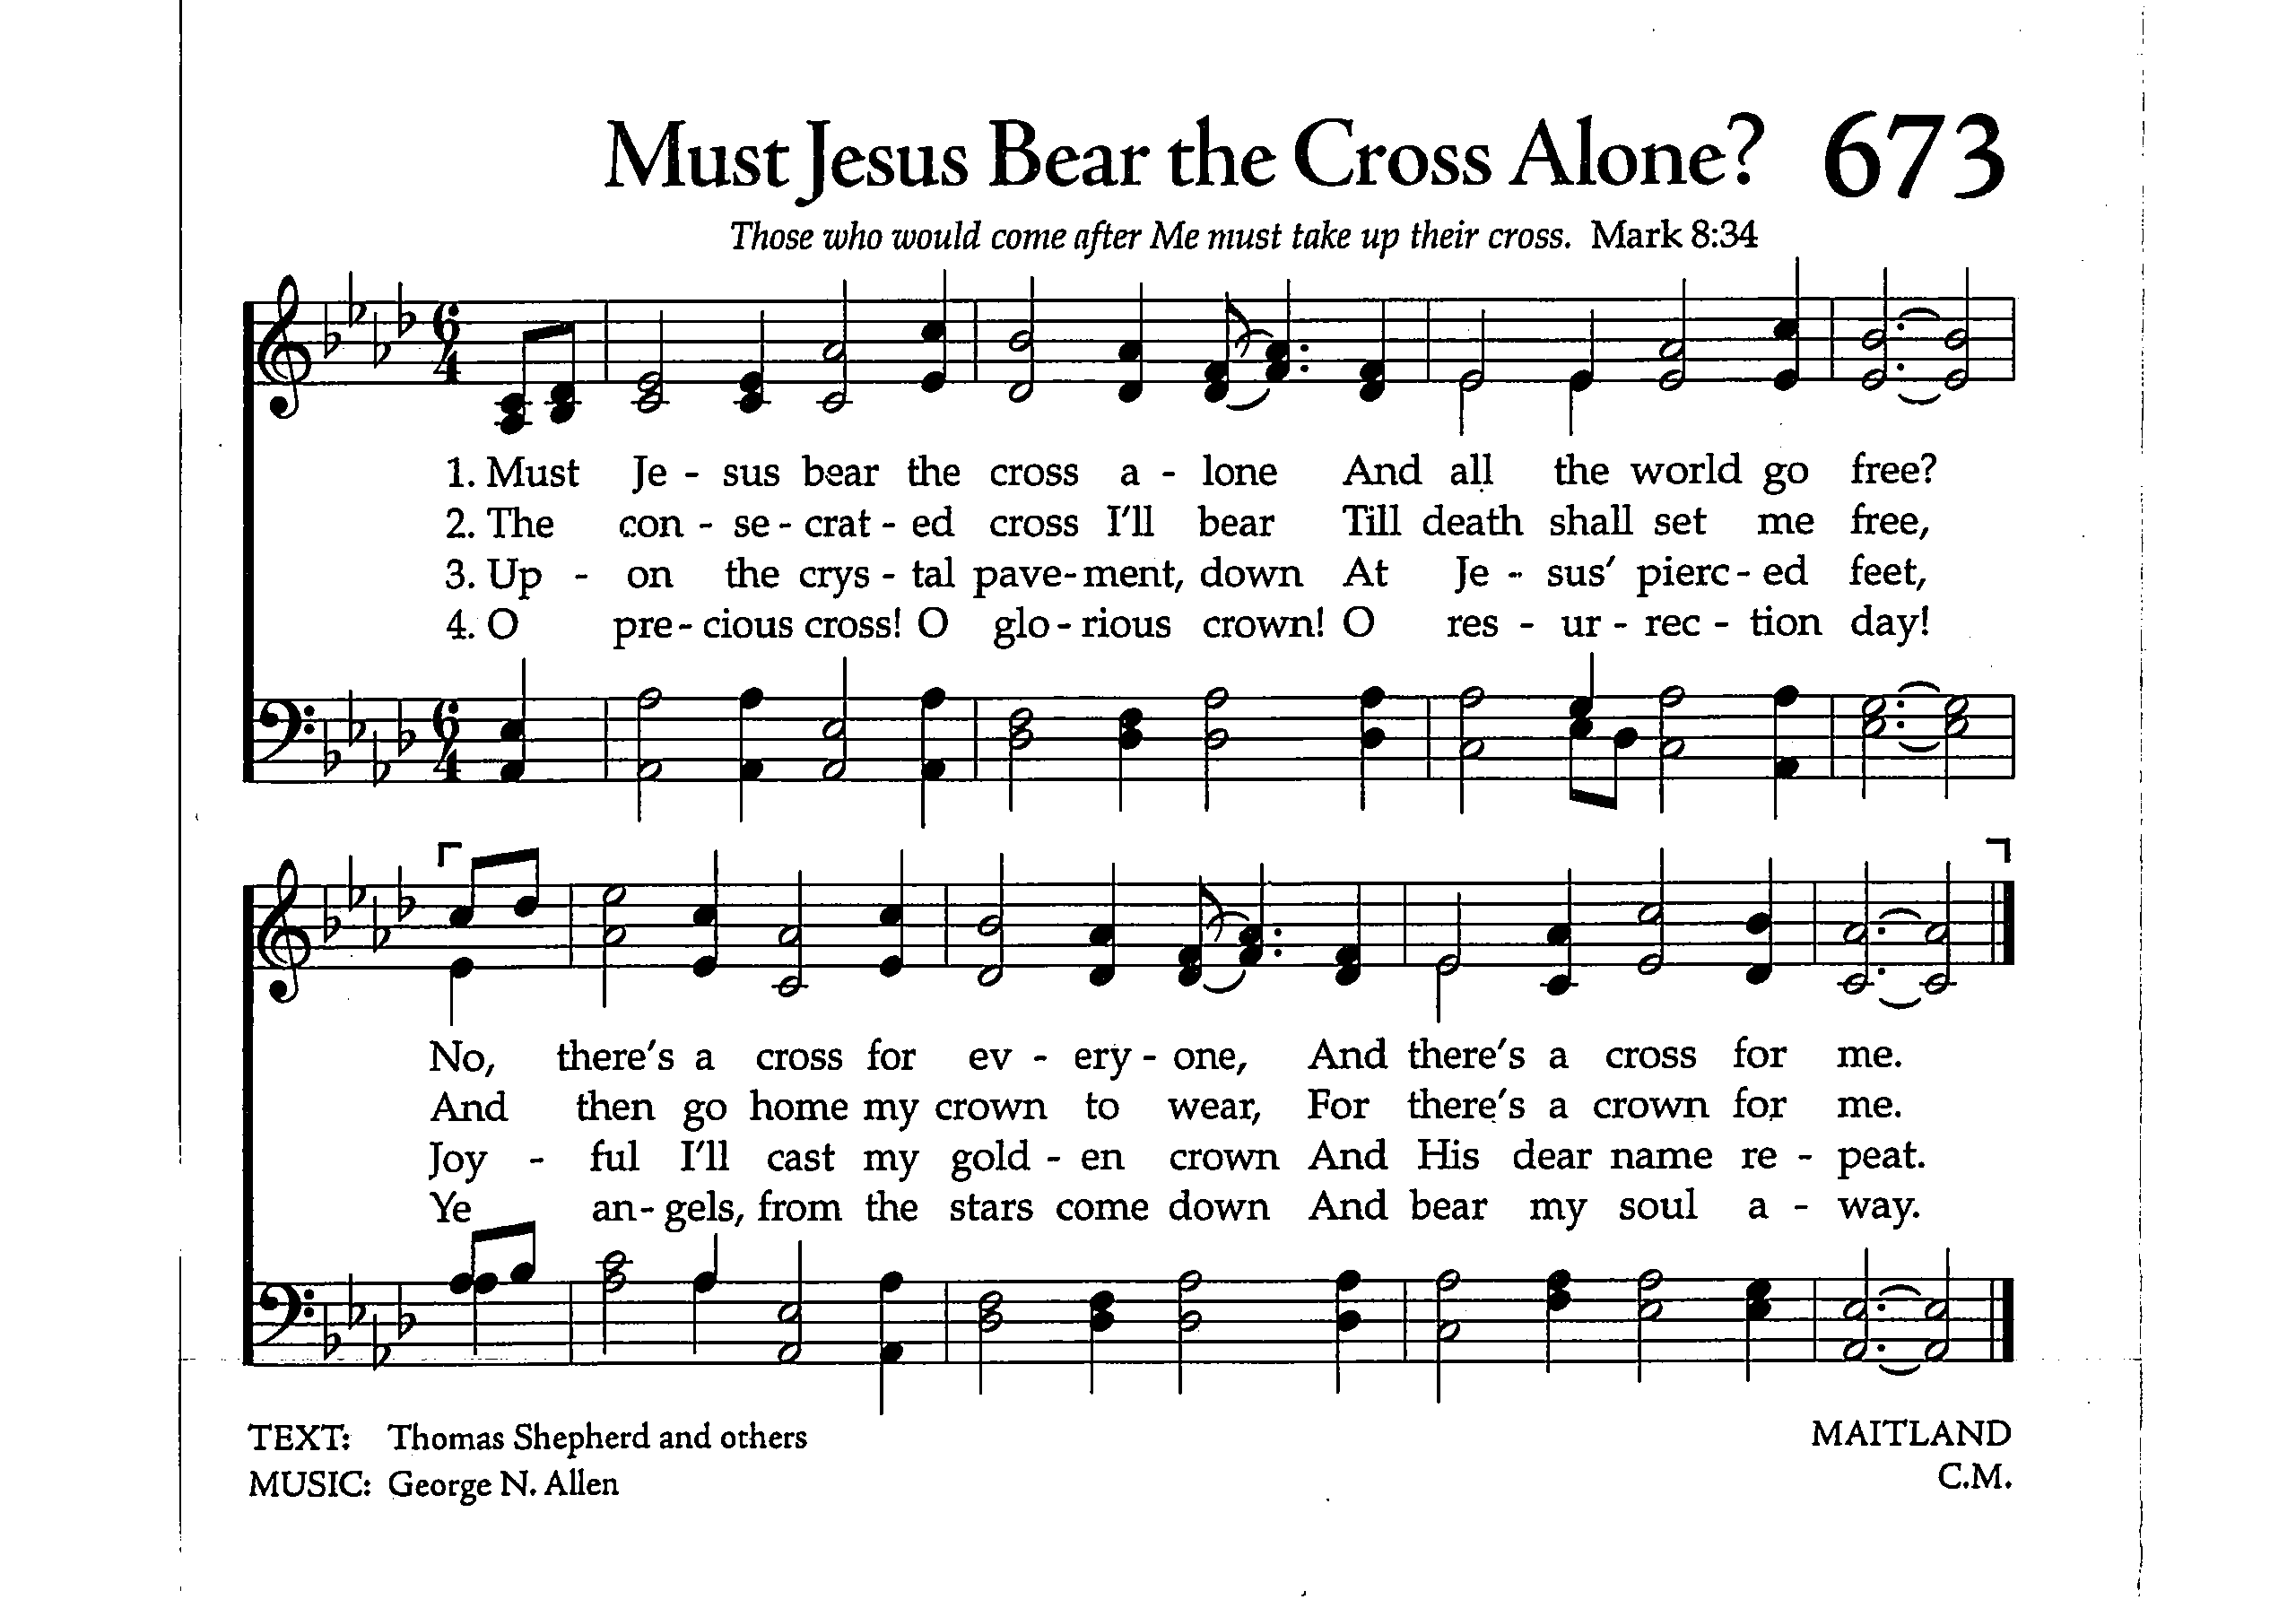 Must Jesus Bear the Cross Alone? 673
Those who would come after Me must take up their cross. Mark 8:34
6
4
1. Must Je - sus bear the cross a - lone And all the world go free?
2. The con - se - crat - ed cross I'll bear Till death shall set me free,
3. Up - on the crys - tal pave - ment, down At Je - sus' pierc - ed feet,
4. O pre - cious cross! O glo - rious crown! O res - ur - rec - tion day!
6
4
No, there's a cross for ev - ery - one, And there's a cross for me.
And then go home my crown to wear, For there's a crown for me.
Joy - ful I'll cast my gold - en crown And His dear name re - peat.
Ye an - gels, from the stars come down And bear my soul a - way.
TEXT: Thomas Shepherd and others MAITLAND
MUSIC: George N. Allen C.M.